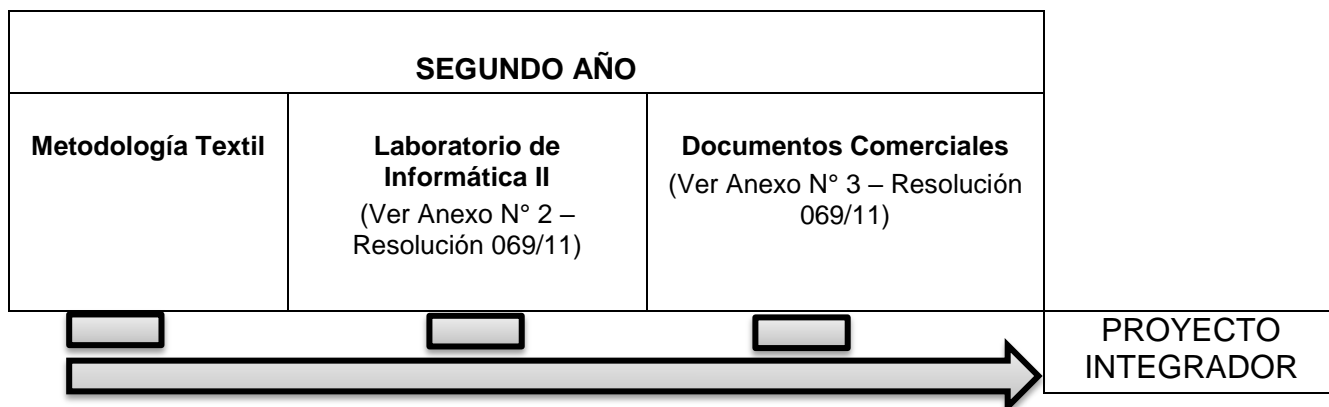 SEGUNDO AÑO
Metodología Textil
Laboratorio de
Informática II
(Ver Anexo N° 2 –
Resolución 069/11)
Documentos Comerciales
(Ver Anexo N° 3 – Resolución
069/11)
PROYECTO
INTEGRADOR